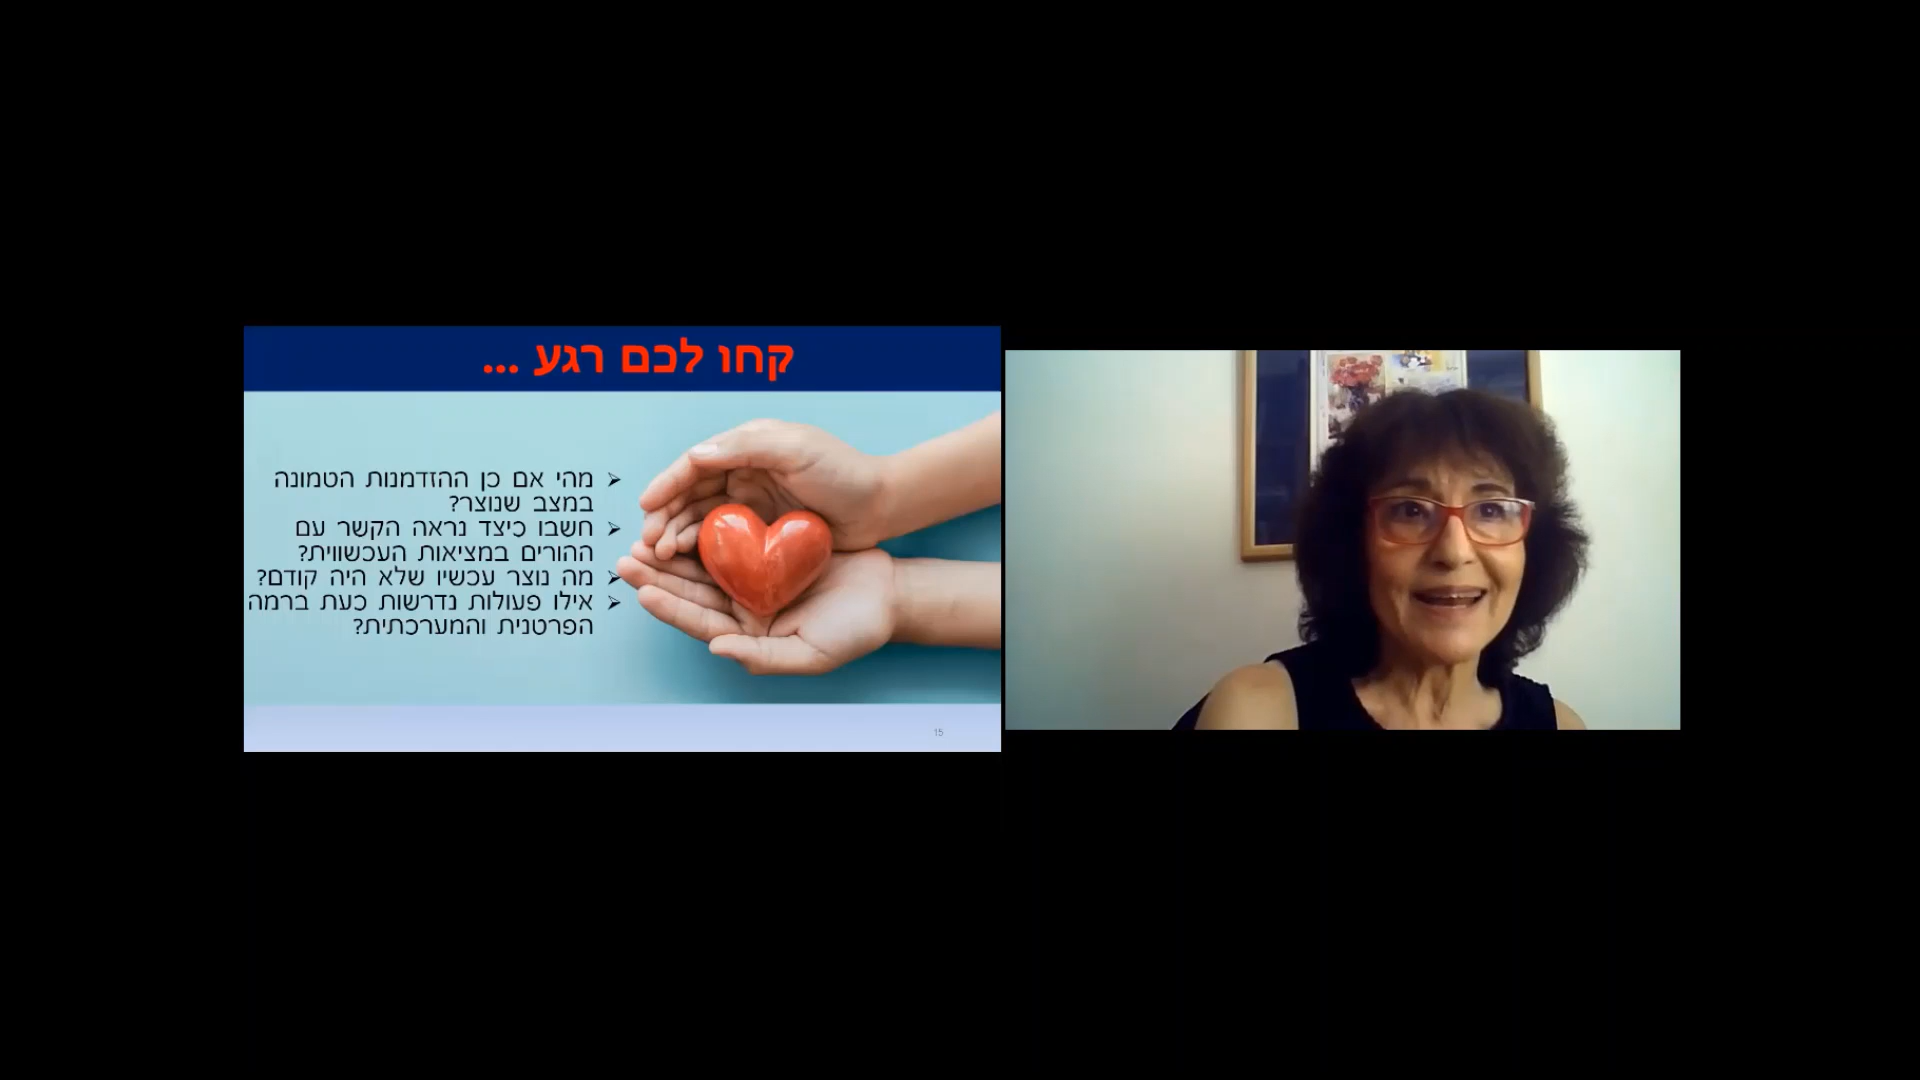 קחו לכם רגע ...
מהי אם כן ההזדמנות הטמונה
במצב שנוצר?
חשבו כיצד נראה הקשר עם
ההורים במציאות העכשווית?
מה נוצר עכשיו שלא היה קודם?
אילו פעולות נדרשות כעת ברמה
הפרטנית והמערכתית?
15